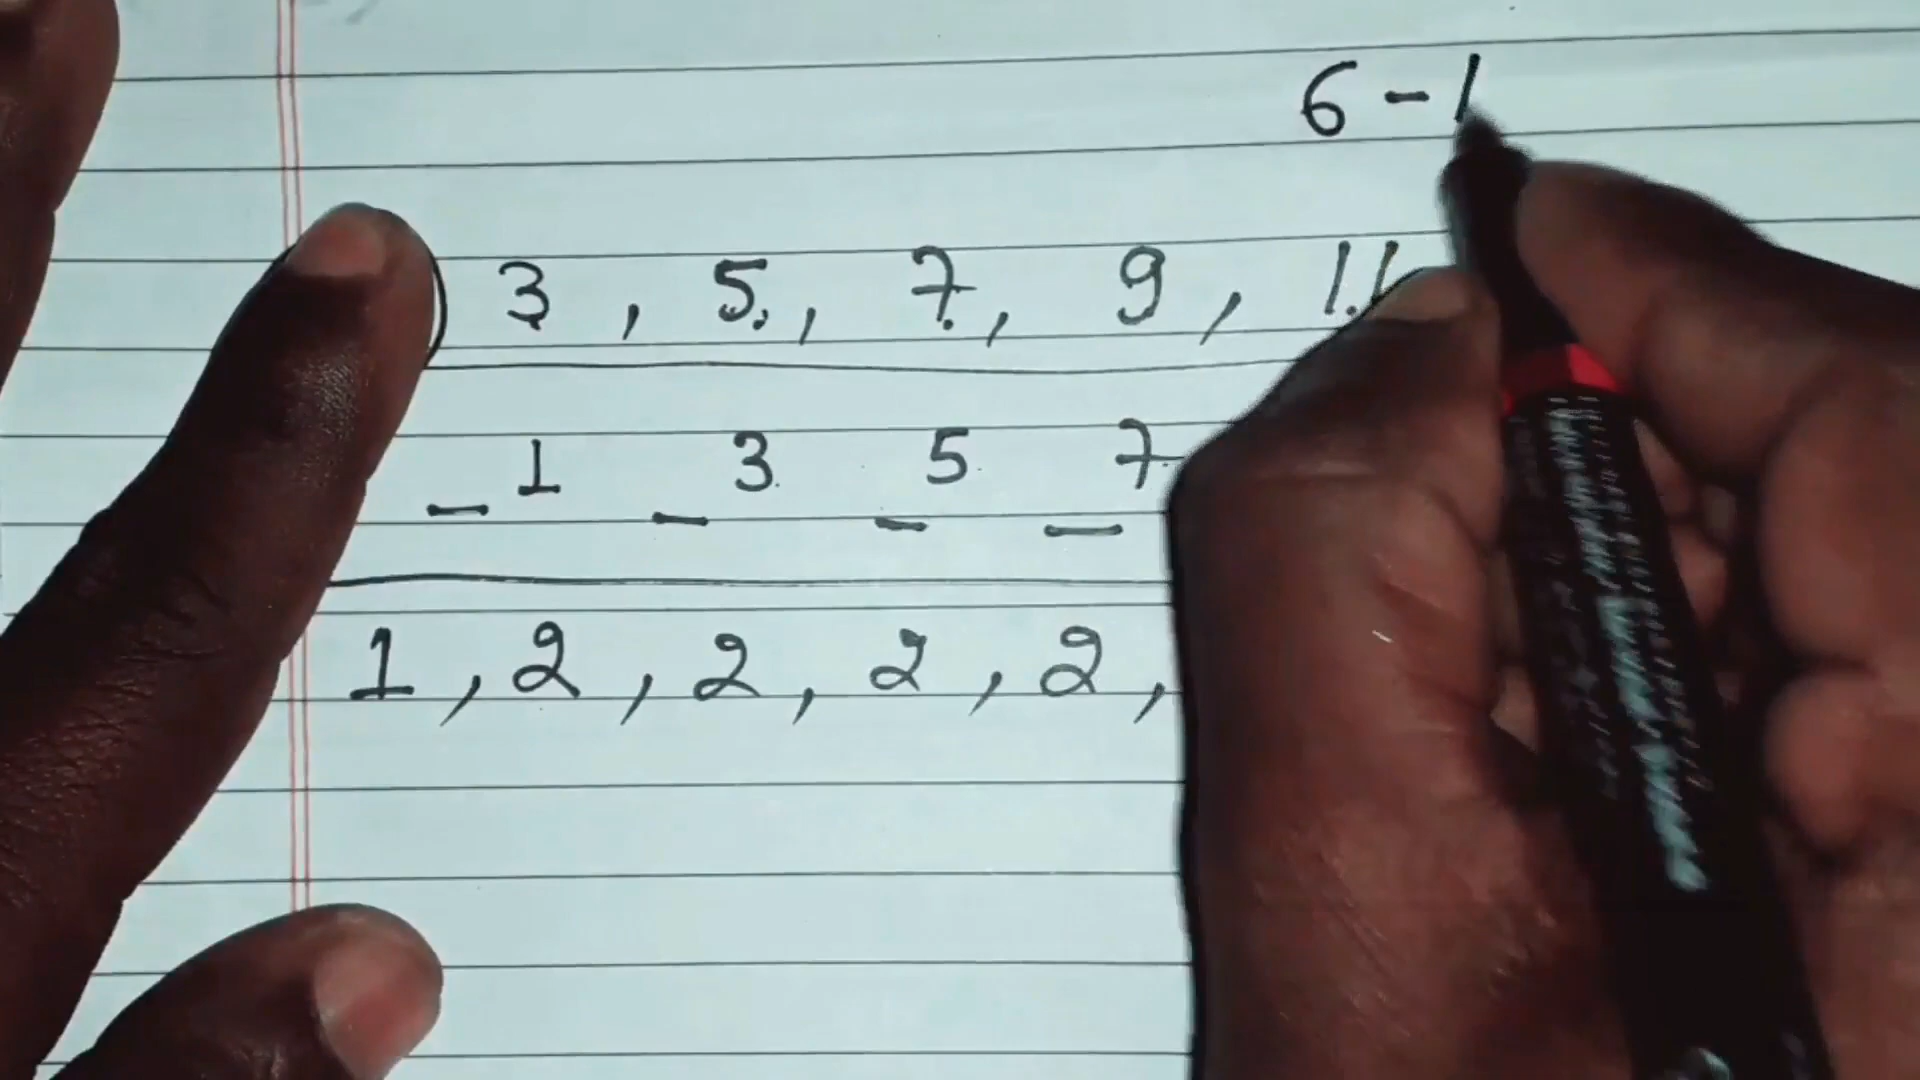 6 - 1
3 , 5 , 7 , 9 , 11
- 1 - 3 - 5 - 7
1 , 2 , 2 , 2 , 2 ,